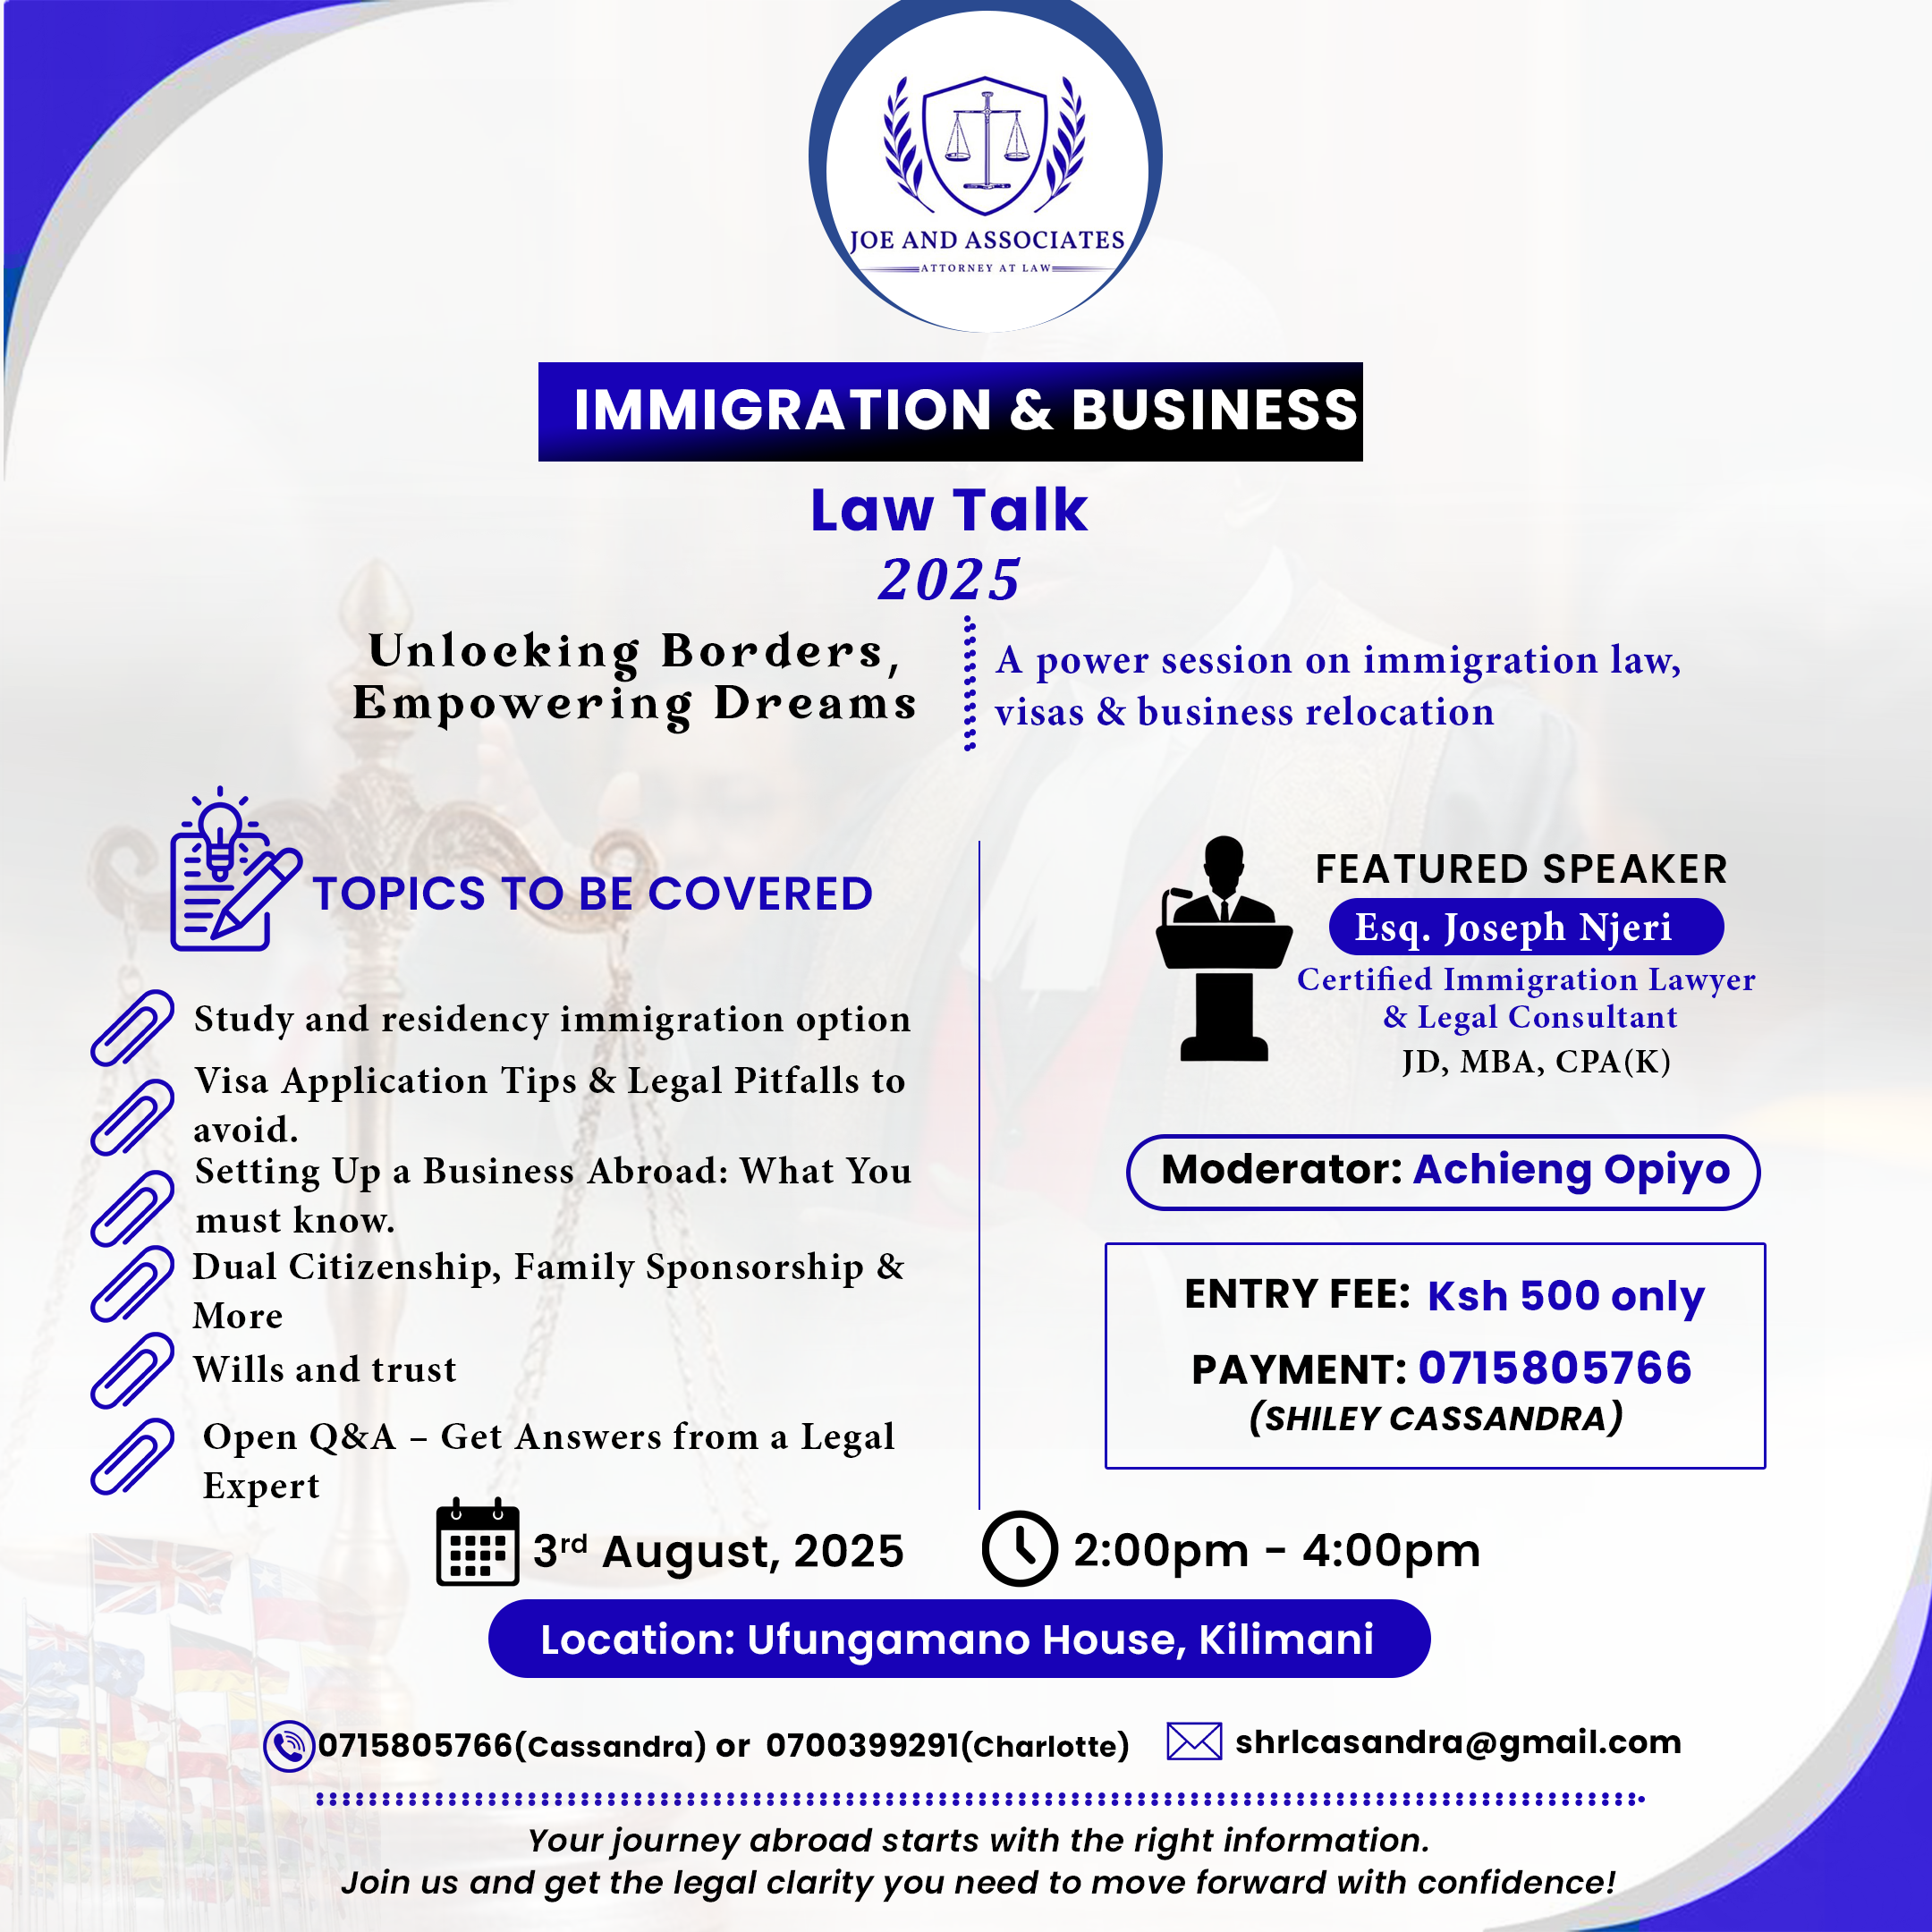 JOE AND ASSOCIATES
ATTORNEY AT LAW
IMMIGRATION & BUSINESS
Law Talk
2025
Unlocking Borders,
Empowering Dreams
A power session on immigration law,
visas & business relocation
TOPICS TO BE COVERED
Study and residency immigration option
Visa Application Tips & Legal Pitfalls to
avoid.
Setting Up a Business Abroad: What You
must know.
Dual Citizenship, Family Sponsorship &
More
Wills and trust
Open Q&A – Get Answers from a Legal
Expert
FEATURED SPEAKER
Esq. Joseph Njeri
Certified Immigration Lawyer
& Legal Consultant
JD, MBA, CPA(K)
Moderator: Achieng Opiyo
ENTRY FEE: Ksh 500 only
PAYMENT: 0715805766
(SHILEY CASSANDRA)
3rd August, 2025
2:00pm - 4:00pm
Location: Ufungamano House, Kilimani
0715805766(Cassandra) or 0700399291(Charlotte)
shrlcasandra@gmail.com
Your journey abroad starts with the right information.
Join us and get the legal clarity you need to move forward with confidence!